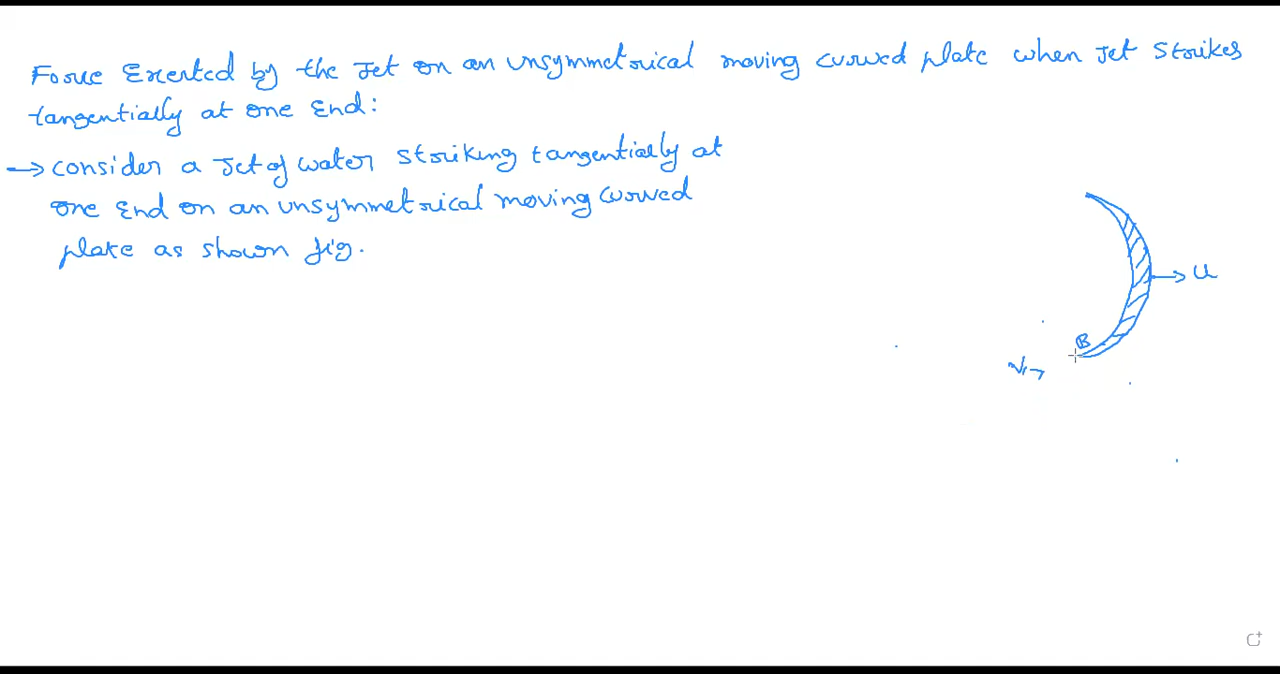 Force Exerted by the Jet on an unsymmetrical moving curved plate when Jet strikes
tangentially at one End:
→ consider a Jet of water striking tangentially at
one End on an unsymmetrical moving curved
plate as shown fig.
u
B